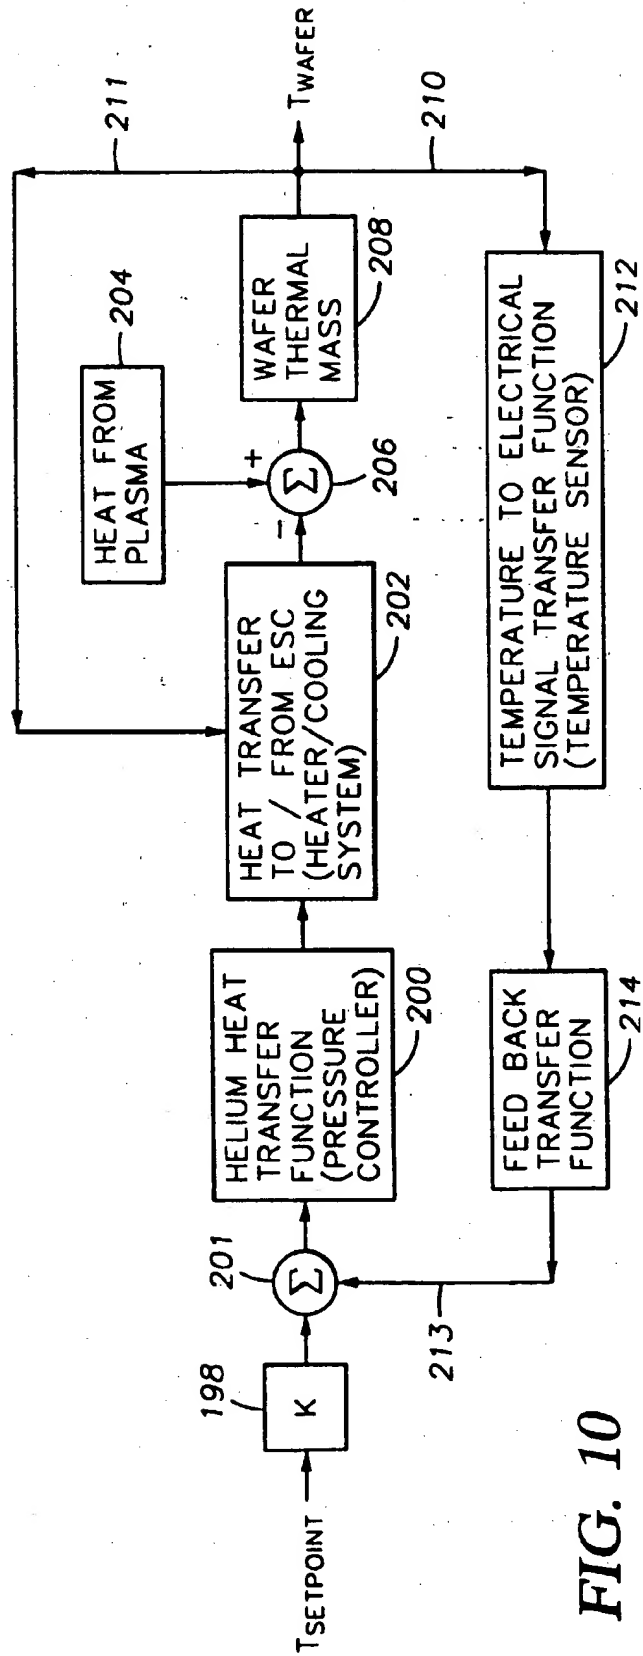 211
TWAFER
210
204
HEAT FROM
PLASMA
WAFER
THERMAL
MASS
208
+
−
Σ
206
HEAT TRANSFER
TO / FROM ESC
(HEATER/COOLING
SYSTEM)
202
HELIUM HEAT
TRANSFER
FUNCTION
(PRESSURE
CONTROLLER)
200
201
Σ
198
K
TSETPOINT
213
TEMPERATURE TO ELECTRICAL
SIGNAL TRANSFER FUNCTION
(TEMPERATURE SENSOR)
212
FEED BACK
TRANSFER
FUNCTION
214
FIG. 10